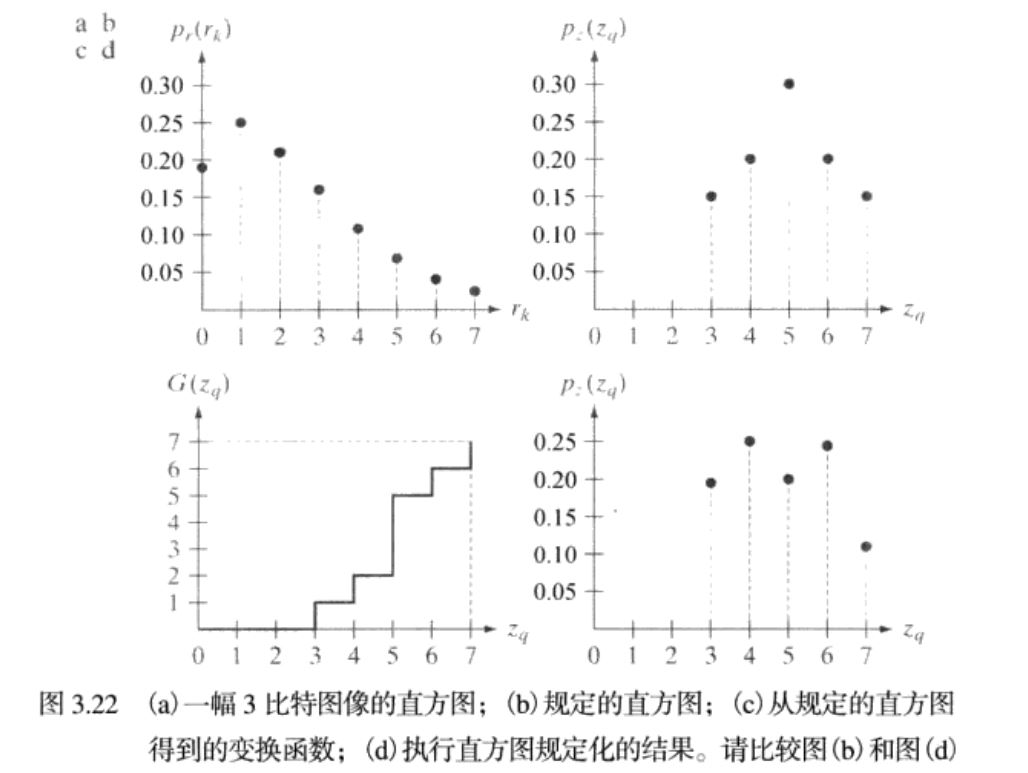 a b
c d
p_r(r_k)
0.30
0.25
0.20
0.15
0.10
0.05
0 1 2 3 4 5 6 7
r_k
p_z(z_q)
0.30
0.25
0.20
0.15
0.10
0.05
0 1 2 3 4 5 6 7
z_q
G(z_q)
7
6
5
4
3
2
1
0 1 2 3 4 5 6 7
z_q
p_z(z_q)
0.25
0.20
0.15
0.10
0.05
0 1 2 3 4 5 6 7
z_q
图 3.22 (a)一幅 3 比特图像的直方图；(b)规定的直方图；(c)从规定的直方图
得到的变换函数；(d)执行直方图规定化的结果。请比较图(b)和图(d)